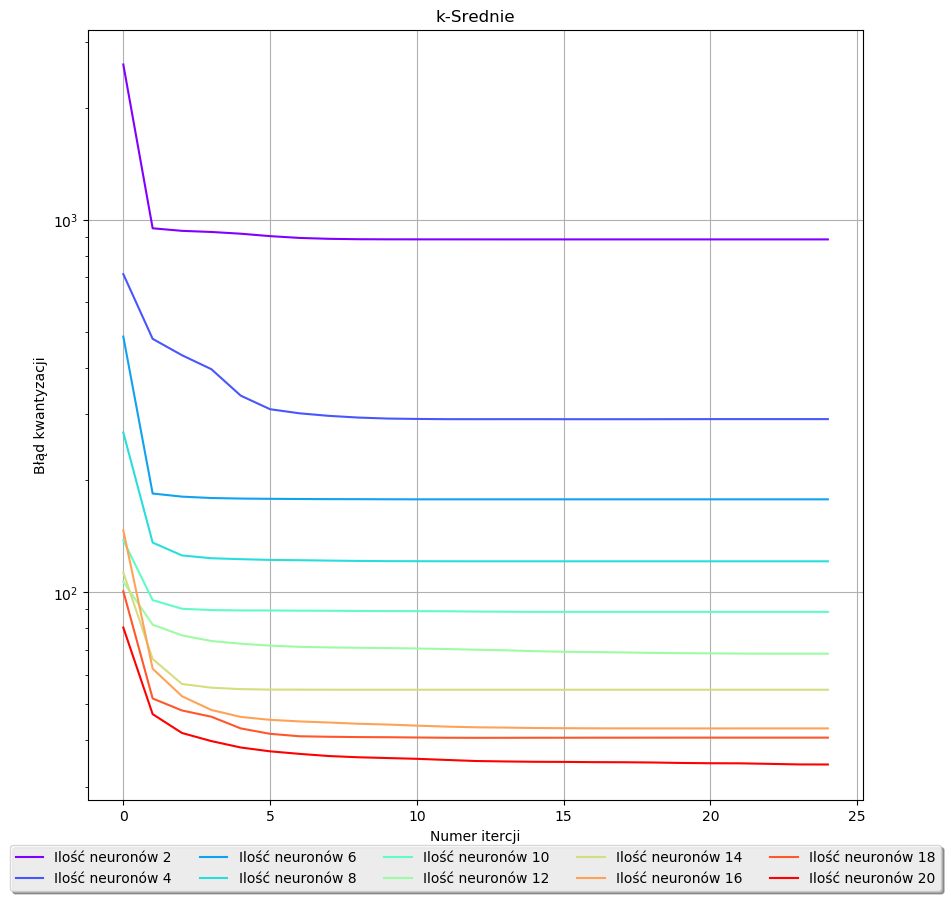 k-Srednie
Błąd kwantyzacji
10³
10²
0 5 10 15 20 25
Numer itercji
Ilość neuronów 2 Ilość neuronów 6 Ilość neuronów 10 Ilość neuronów 14 Ilość neuronów 18
Ilość neuronów 4 Ilość neuronów 8 Ilość neuronów 12 Ilość neuronów 16 Ilość neuronów 20